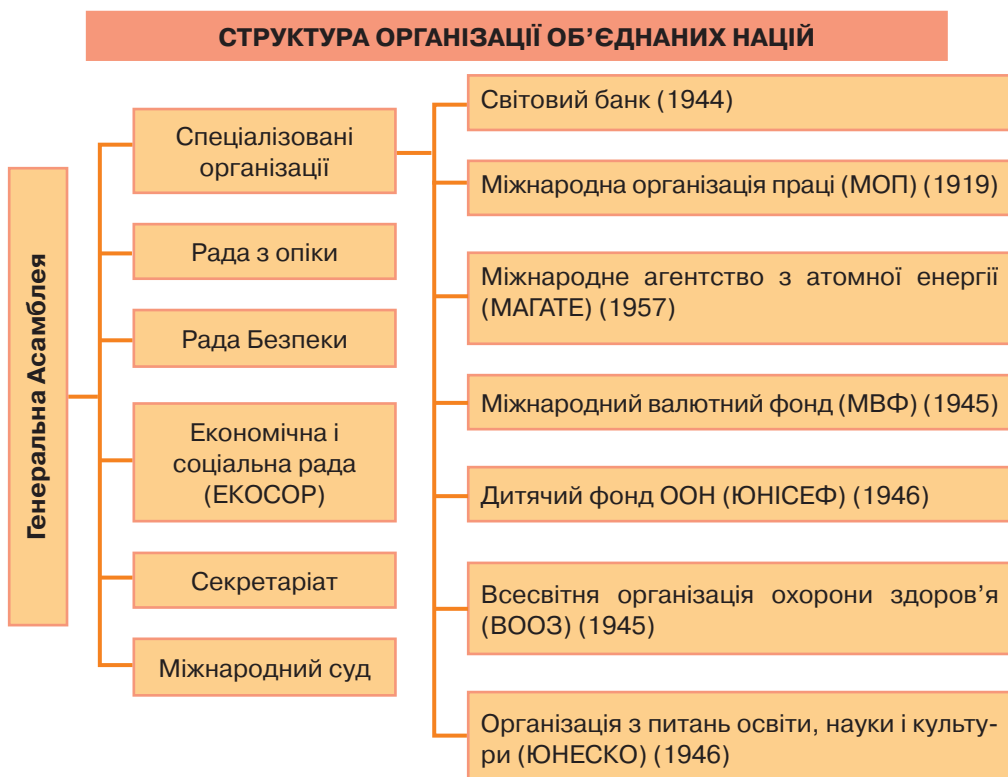 СТРУКТУРА ОРГАНІЗАЦІЇ ОБ’ЄДНАНИХ НАЦІЙ
Генеральна Асамблея
Спеціалізовані
організації
Рада з опіки
Рада Безпеки
Економічна і
соціальна рада
(ЕКОСОР)
Секретаріат
Міжнародний суд
Світовий банк (1944)
Міжнародна організація праці (МОП) (1919)
Міжнародне агентство з атомної енергії
(МАГАТЕ) (1957)
Міжнародний валютний фонд (МВФ) (1945)
Дитячий фонд ООН (ЮНІСЕФ) (1946)
Всесвітня організація охорони здоров’я
(ВООЗ) (1945)
Організація з питань освіти, науки і культу-
ри (ЮНЕСКО) (1946)